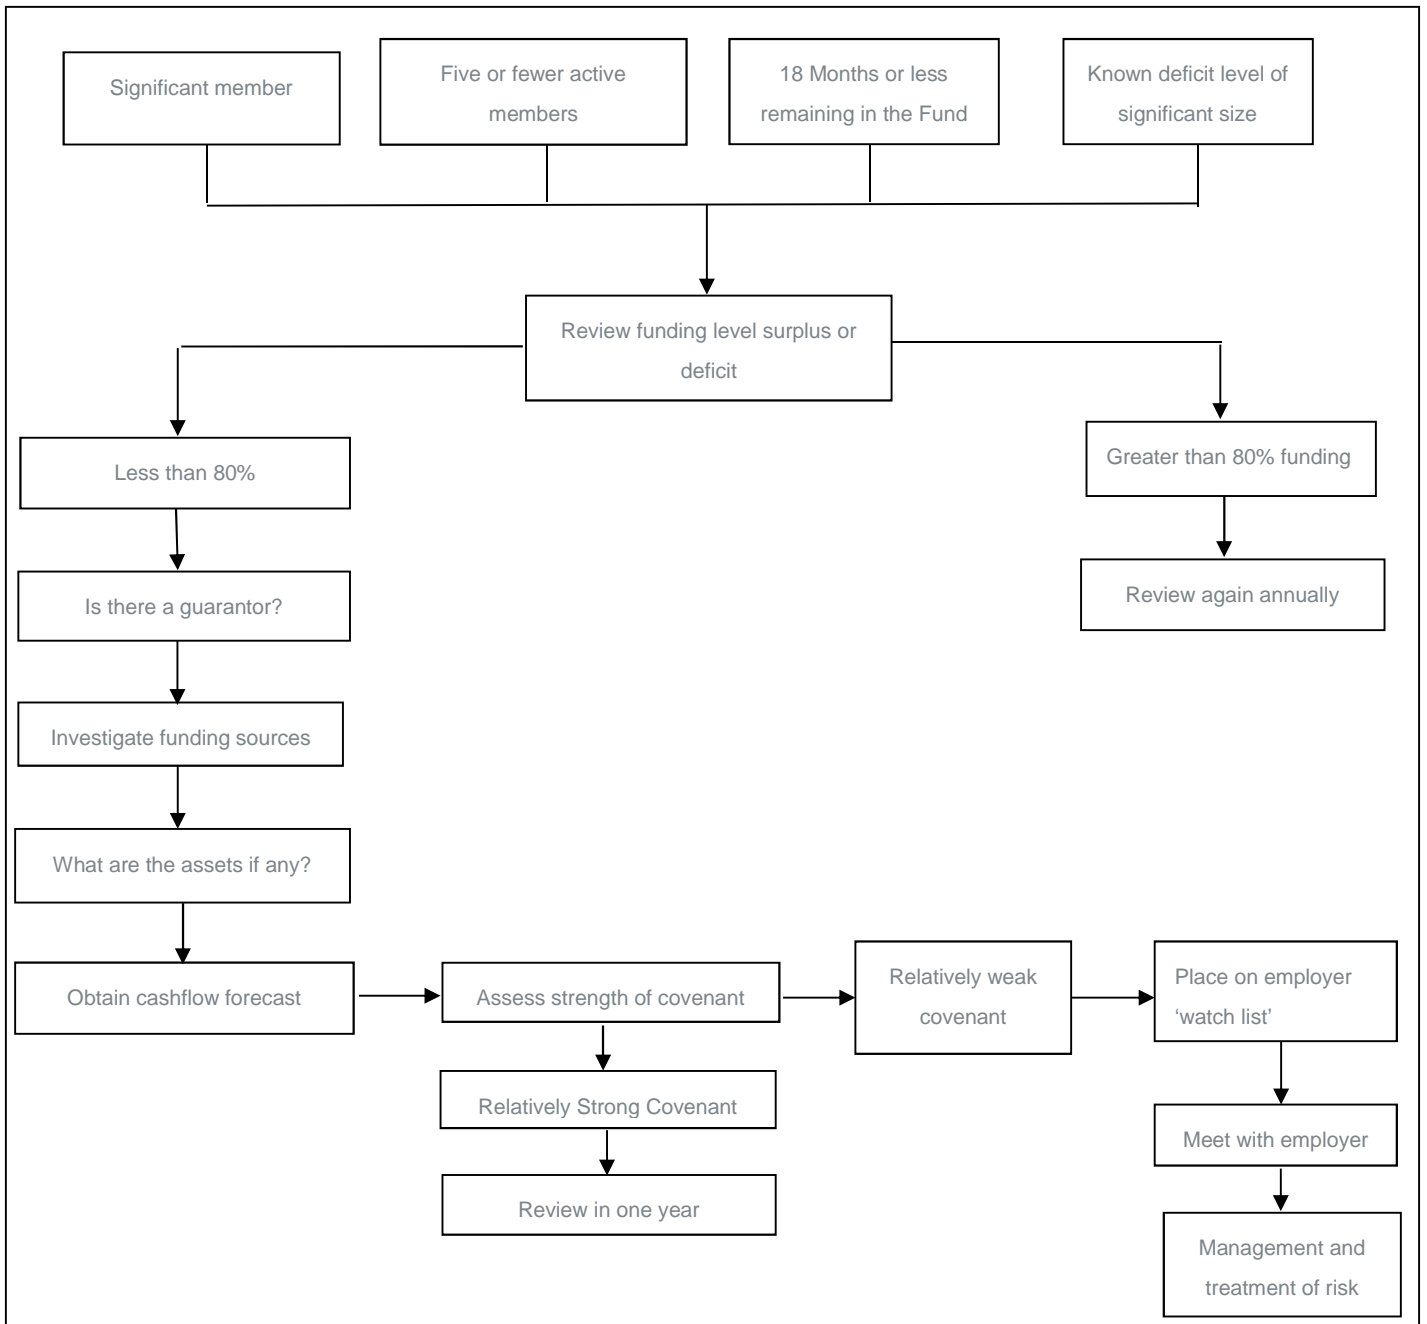 Significant member
Five or fewer active
members
18 Months or less
remaining in the Fund
Known deficit level of
significant size
Review funding level surplus or
deficit
Less than 80%
Greater than 80% funding
Is there a guarantor?
Review again annually
Investigate funding sources
What are the assets if any?
Obtain cashflow forecast
Assess strength of covenant
Relatively weak
covenant
Place on employer
‘watch list’
Relatively Strong Covenant
Meet with employer
Review in one year
Management and
treatment of risk